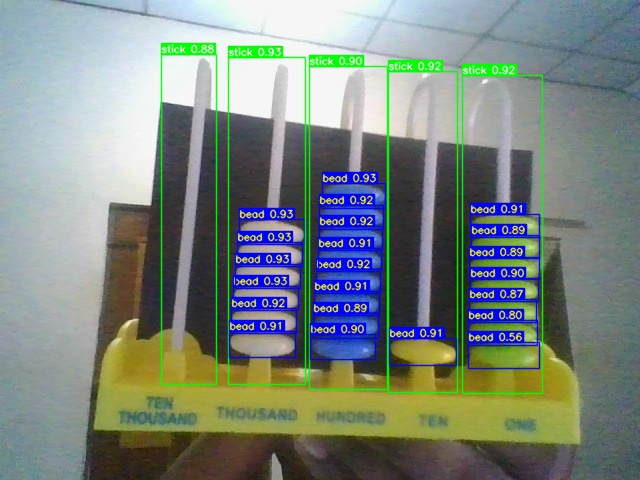 stick 0.88
stick 0.93
stick 0.90
stick 0.92
stick 0.92
bead 0.93
bead 0.93
bead 0.93
bead 0.93
bead 0.92
bead 0.91
bead 0.93
bead 0.92
bead 0.92
bead 0.91
bead 0.92
bead 0.91
bead 0.89
bead 0.90
bead 0.91
bead 0.91
bead 0.89
bead 0.89
bead 0.90
bead 0.87
bead 0.80
bead 0.56
TEN
THOUSAND
THOUSAND
HUNDRED
TEN
ONE